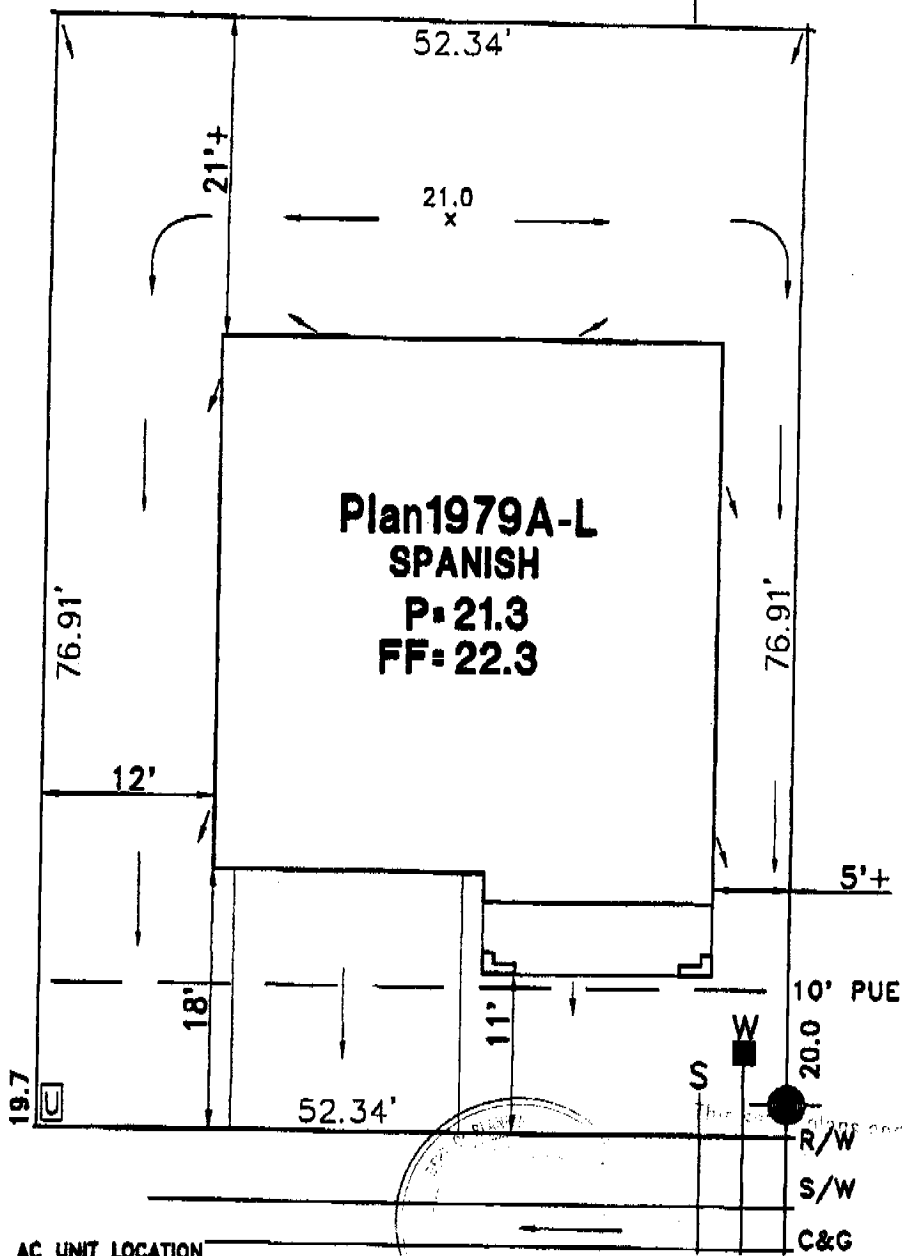 52.34'
21'+
21.0
x
Plan1979A-L
SPANISH
P=21.3
FF=22.3
76.91'
76.91'
12'
5'+
10' PUE
18'
11'
W
S
20.0
19.7
U
52.34'
R/W
S/W
C&G
AC UNIT LOCATION